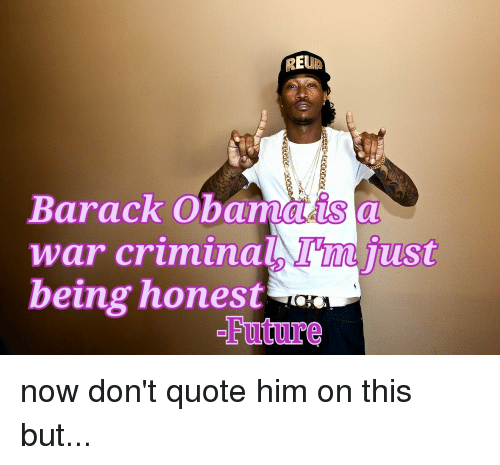 REUP
Barack Obama is a
war criminal, I'm just
being honest
-Future
now don't quote him on this
but...